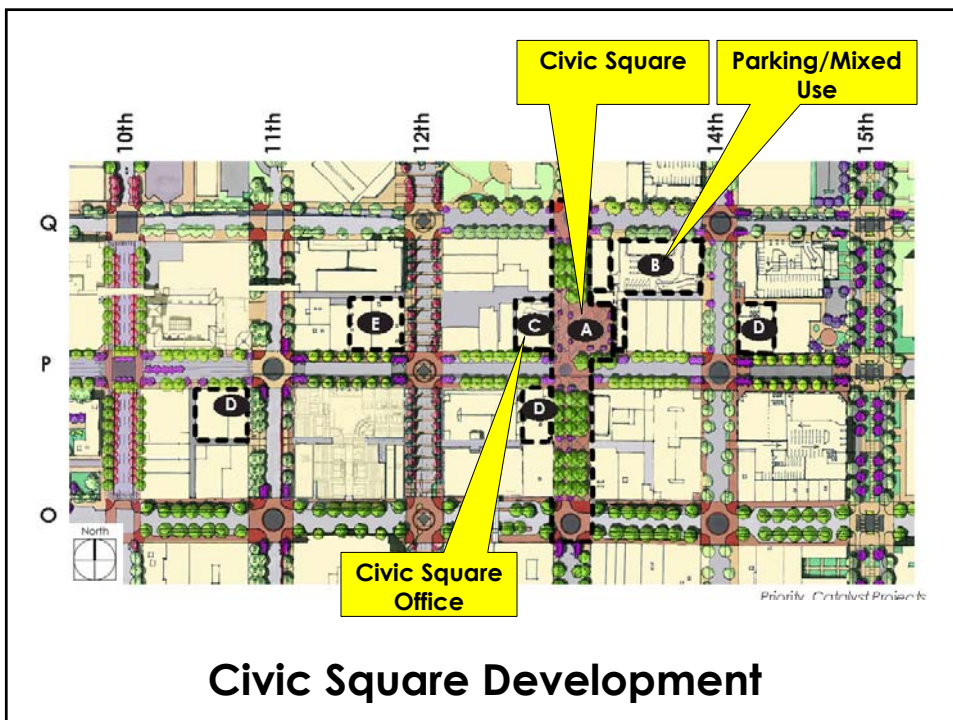 Civic Square
Parking/Mixed
Use
10th
11th
12th
14th
15th
Q
B
E
C
A
D
P
D
D
O
North
Civic Square
Office
Priority Catalyst Projects
Civic Square Development